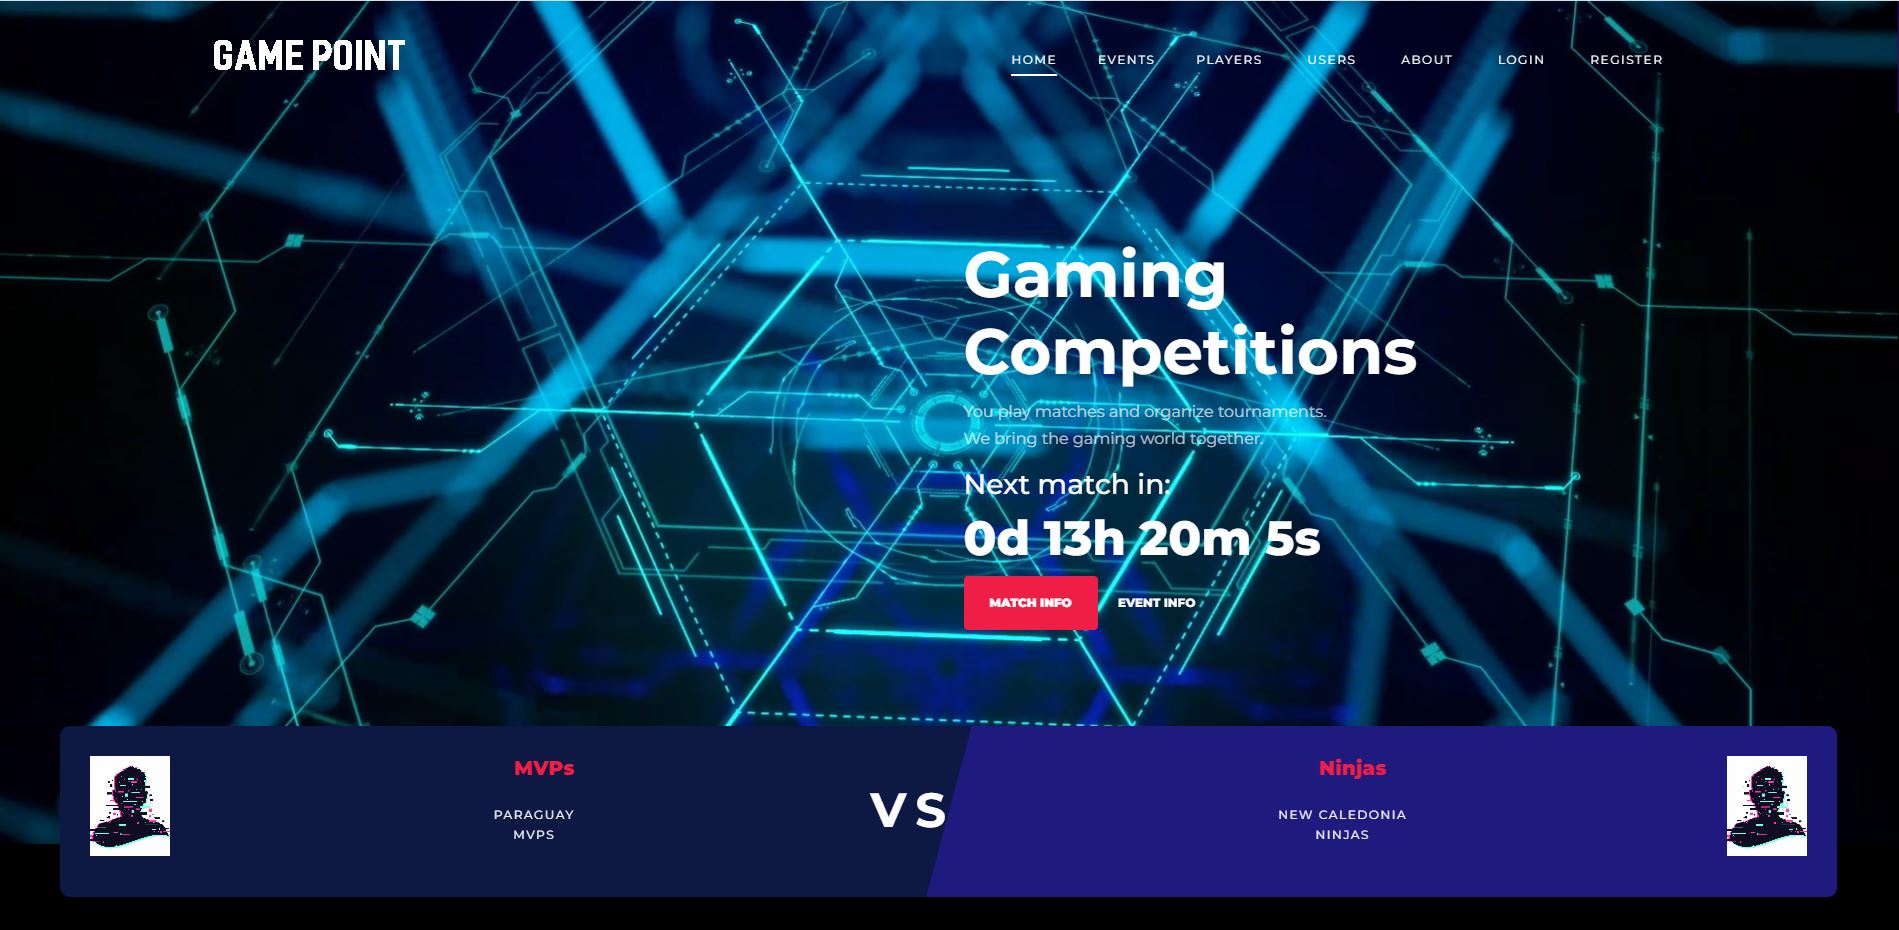 GAME POINT
HOME EVENTS PLAYERS USERS ABOUT LOGIN REGISTER
Gaming
Competitions
You play matches and organize tournaments.
We bring the gaming world together.
Next match in:
0d 13h 20m 5s
MATCH INFO EVENT INFO
MVPs
PARAGUAY
MVPS
VS
Ninjas
NEW CALEDONIA
NINJAS